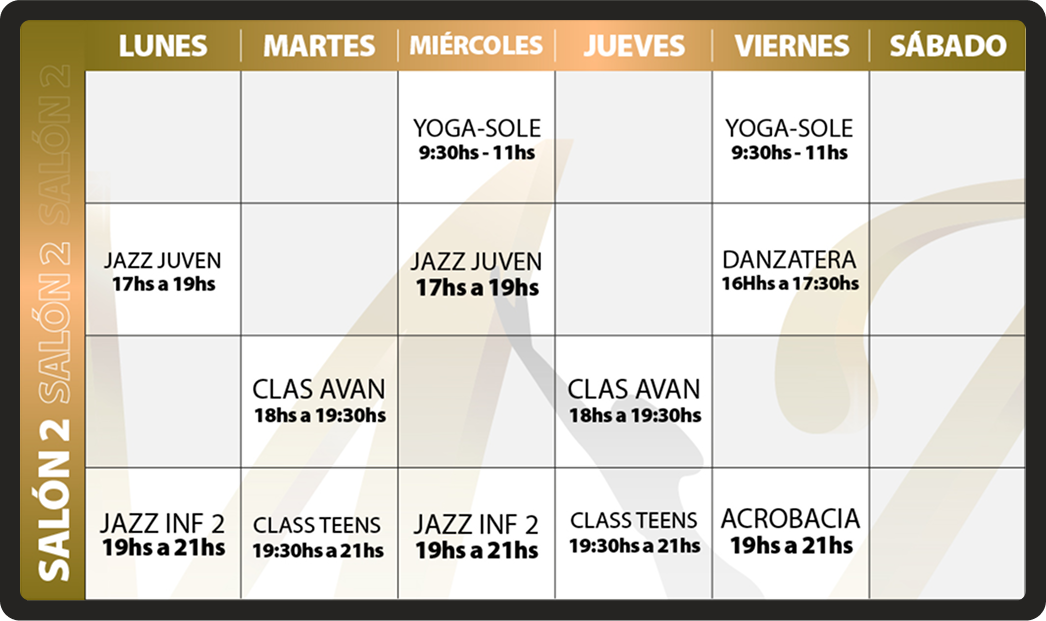 LUNES
MARTES
MIÉRCOLES
JUEVES
VIERNES
SÁBADO
SALÓN 2 SALÓN 2 SALÓN 2
YOGA-SOLE
9:30hs - 11hs
YOGA-SOLE
9:30hs - 11hs
JAZZ JUVEN
17hs a 19hs
JAZZ JUVEN
17hs a 19hs
DANZATERA
16Hhs a 17:30hs
CLAS AVAN
18hs a 19:30hs
CLAS AVAN
18hs a 19:30hs
JAZZ INF 2
19hs a 21hs
CLASS TEENS
19:30hs a 21hs
JAZZ INF 2
19hs a 21hs
CLASS TEENS
19:30hs a 21hs
ACROBACIA
19hs a 21hs